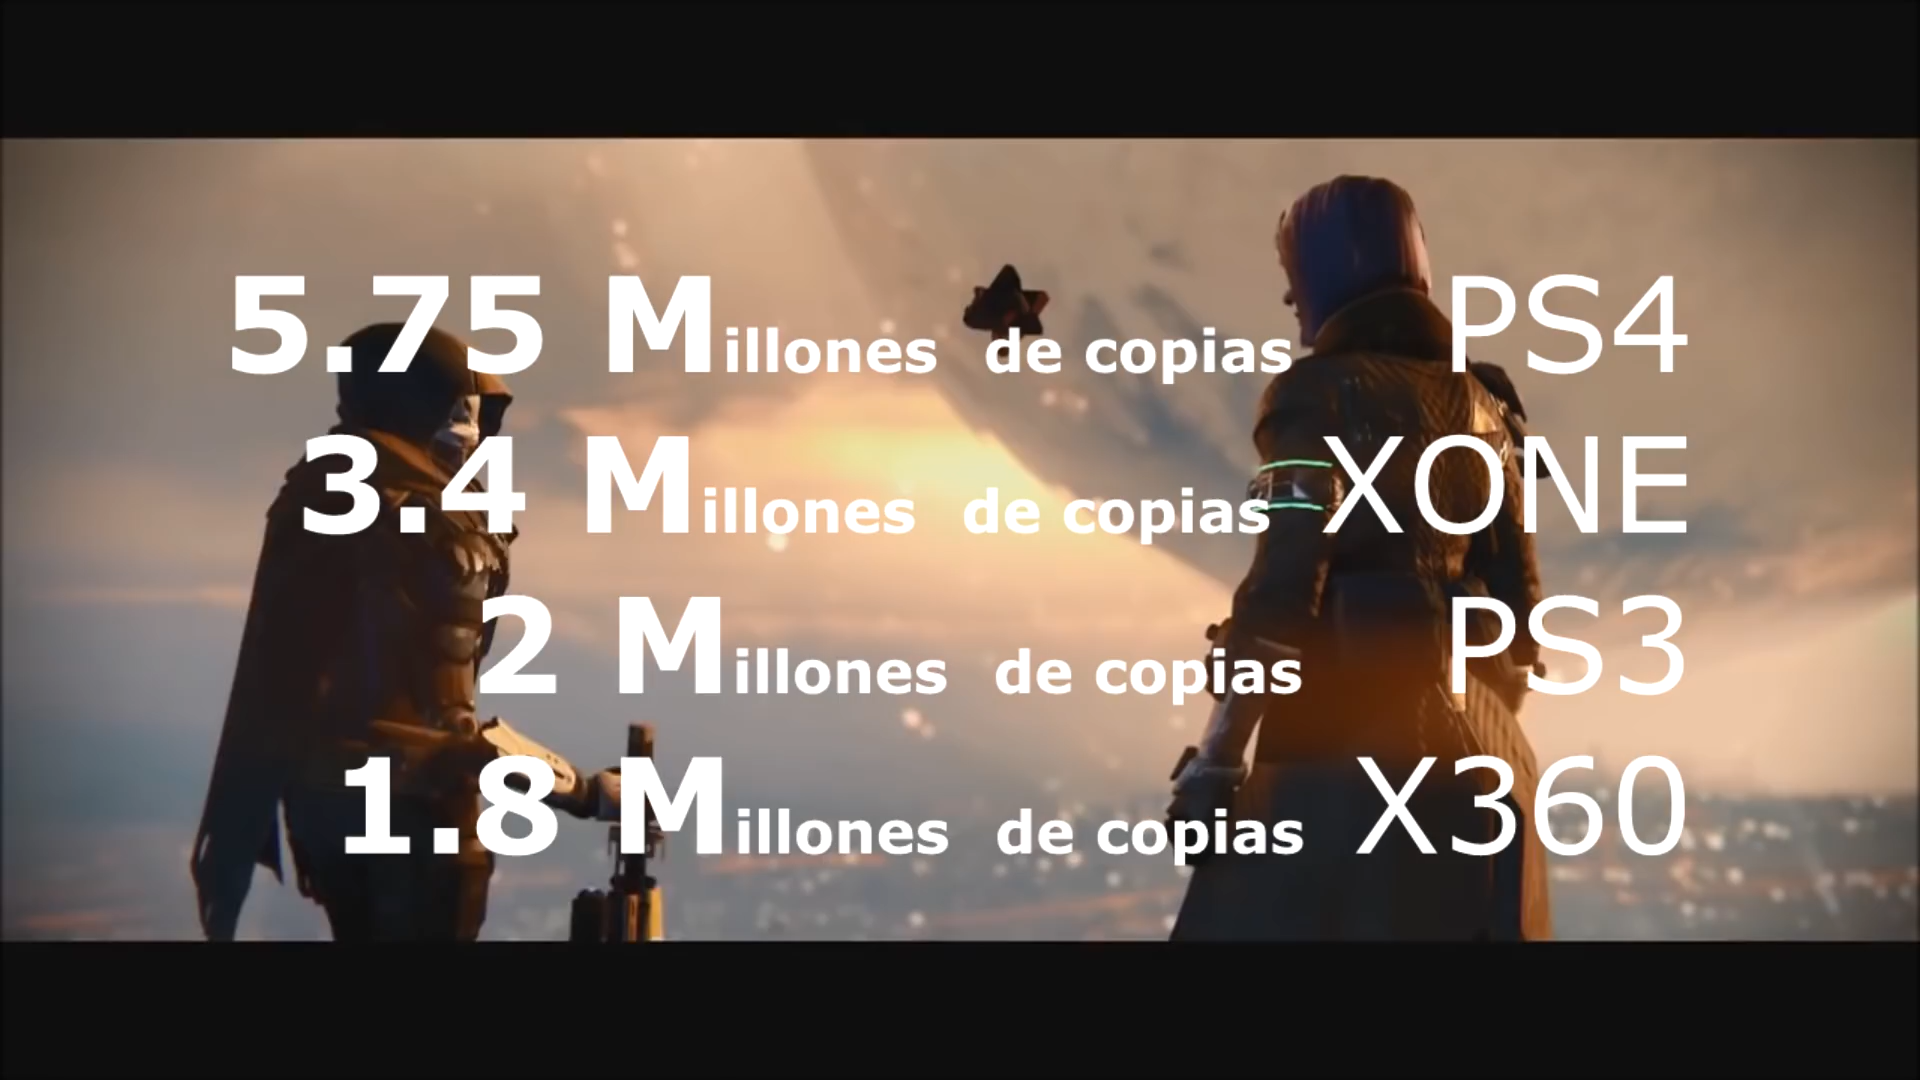 5.75 Millones de copias PS4
3.4 Millones de copias XONE
2 Millones de copias PS3
1.8 Millones de copias X360